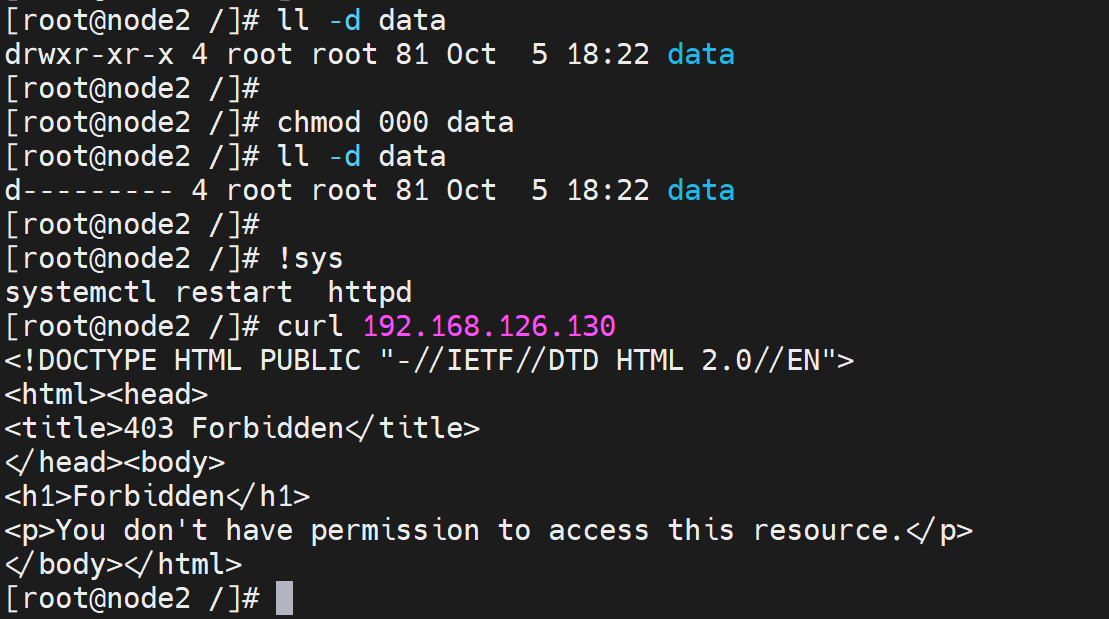 [root@node2 /]# ll -d data
drwxr-xr-x 4 root root 81 Oct  5 18:22 data
[root@node2 /]#
[root@node2 /]# chmod 000 data
[root@node2 /]# ll -d data
d--------- 4 root root 81 Oct  5 18:22 data
[root@node2 /]#
[root@node2 /]# !sys
systemctl restart  httpd
[root@node2 /]# curl 192.168.126.130
<!DOCTYPE HTML PUBLIC "-//IETF//DTD HTML 2.0//EN">
<html><head>
<title>403 Forbidden</title>
</head><body>
<h1>Forbidden</h1>
<p>You don't have permission to access this resource.</p>
</body></html>
[root@node2 /]#